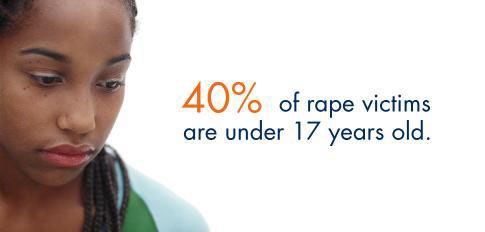 40% of rape victims
are under 17 years old.